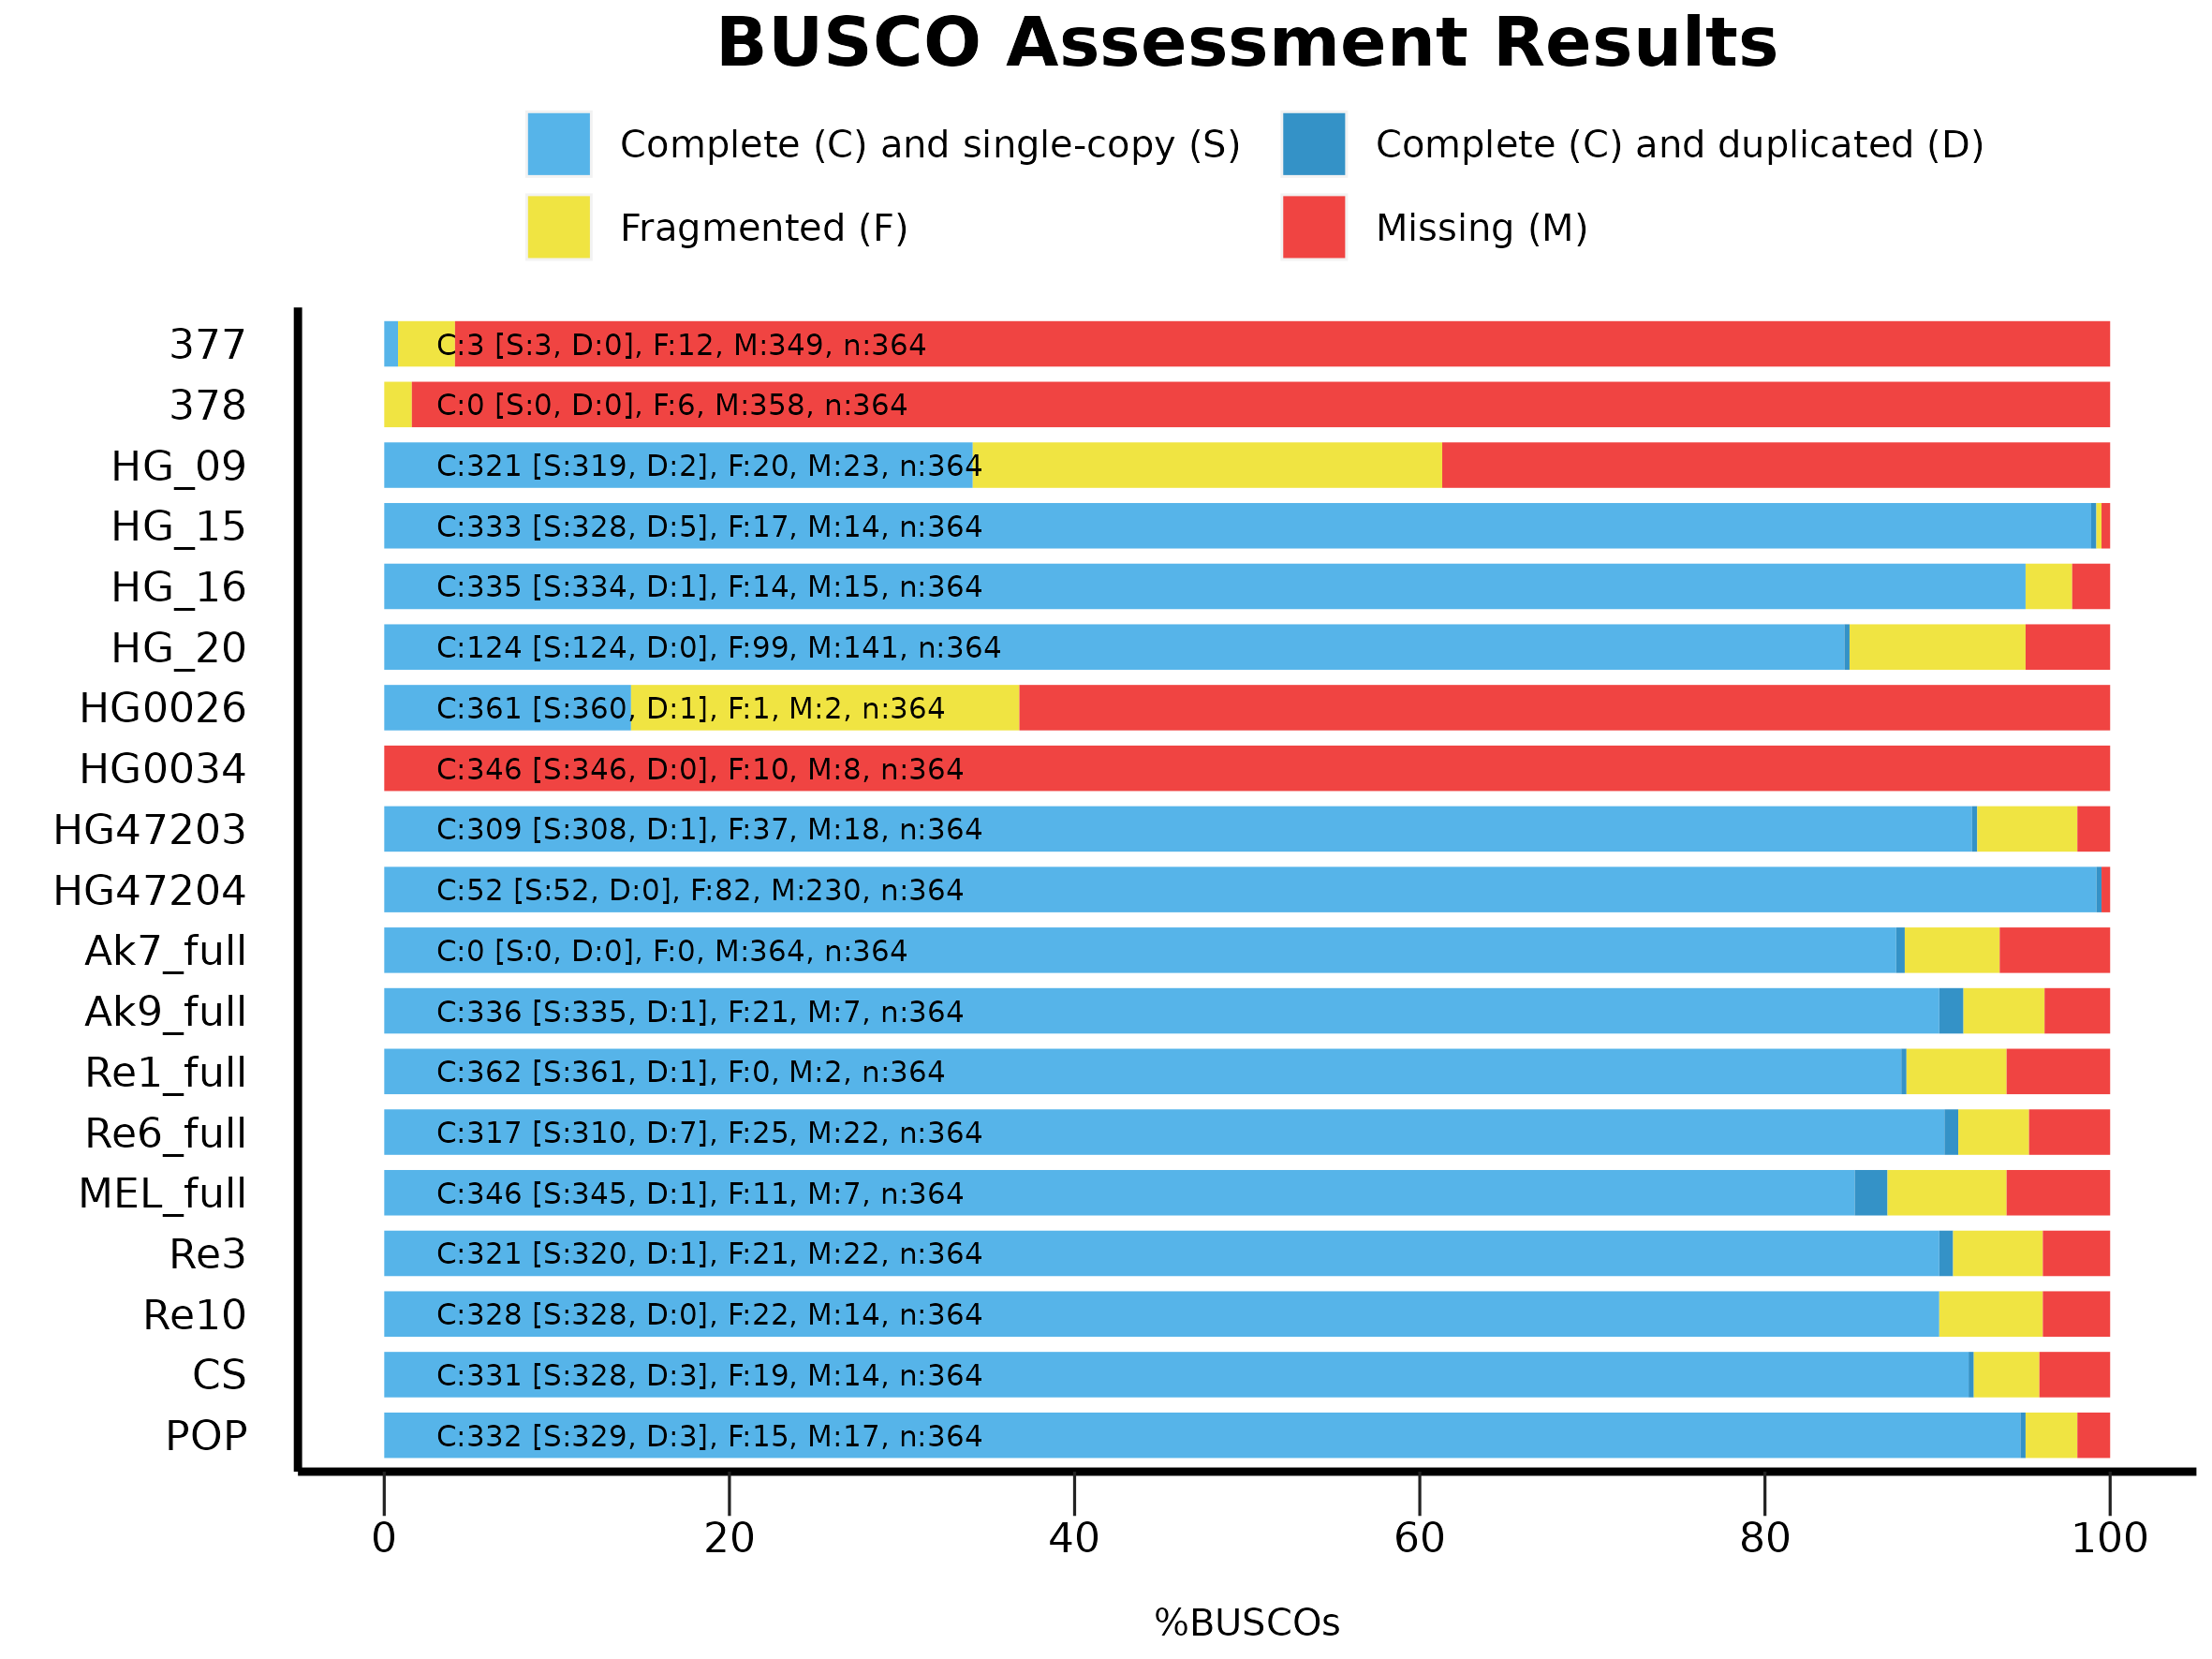 BUSCO Assessment Results
Complete (C) and single-copy (S) Complete (C) and duplicated (D)
Fragmented (F) Missing (M)
377 C:3 [S:3, D:0], F:12, M:349, n:364
378 C:0 [S:0, D:0], F:6, M:358, n:364
HG_09 C:321 [S:319, D:2], F:20, M:23, n:364
HG_15 C:333 [S:328, D:5], F:17, M:14, n:364
HG_16 C:335 [S:334, D:1], F:14, M:15, n:364
HG_20 C:124 [S:124, D:0], F:99, M:141, n:364
HG0026 C:361 [S:360, D:1], F:1, M:2, n:364
HG0034 C:346 [S:346, D:0], F:10, M:8, n:364
HG47203 C:309 [S:308, D:1], F:37, M:18, n:364
HG47204 C:52 [S:52, D:0], F:82, M:230, n:364
Ak7_full C:0 [S:0, D:0], F:0, M:364, n:364
Ak9_full C:336 [S:335, D:1], F:21, M:7, n:364
Re1_full C:362 [S:361, D:1], F:0, M:2, n:364
Re6_full C:317 [S:310, D:7], F:25, M:22, n:364
MEL_full C:346 [S:345, D:1], F:11, M:7, n:364
Re3 C:321 [S:320, D:1], F:21, M:22, n:364
Re10 C:328 [S:328, D:0], F:22, M:14, n:364
CS C:331 [S:328, D:3], F:19, M:14, n:364
POP C:332 [S:329, D:3], F:15, M:17, n:364
0 20 40 60 80 100
%BUSCOs